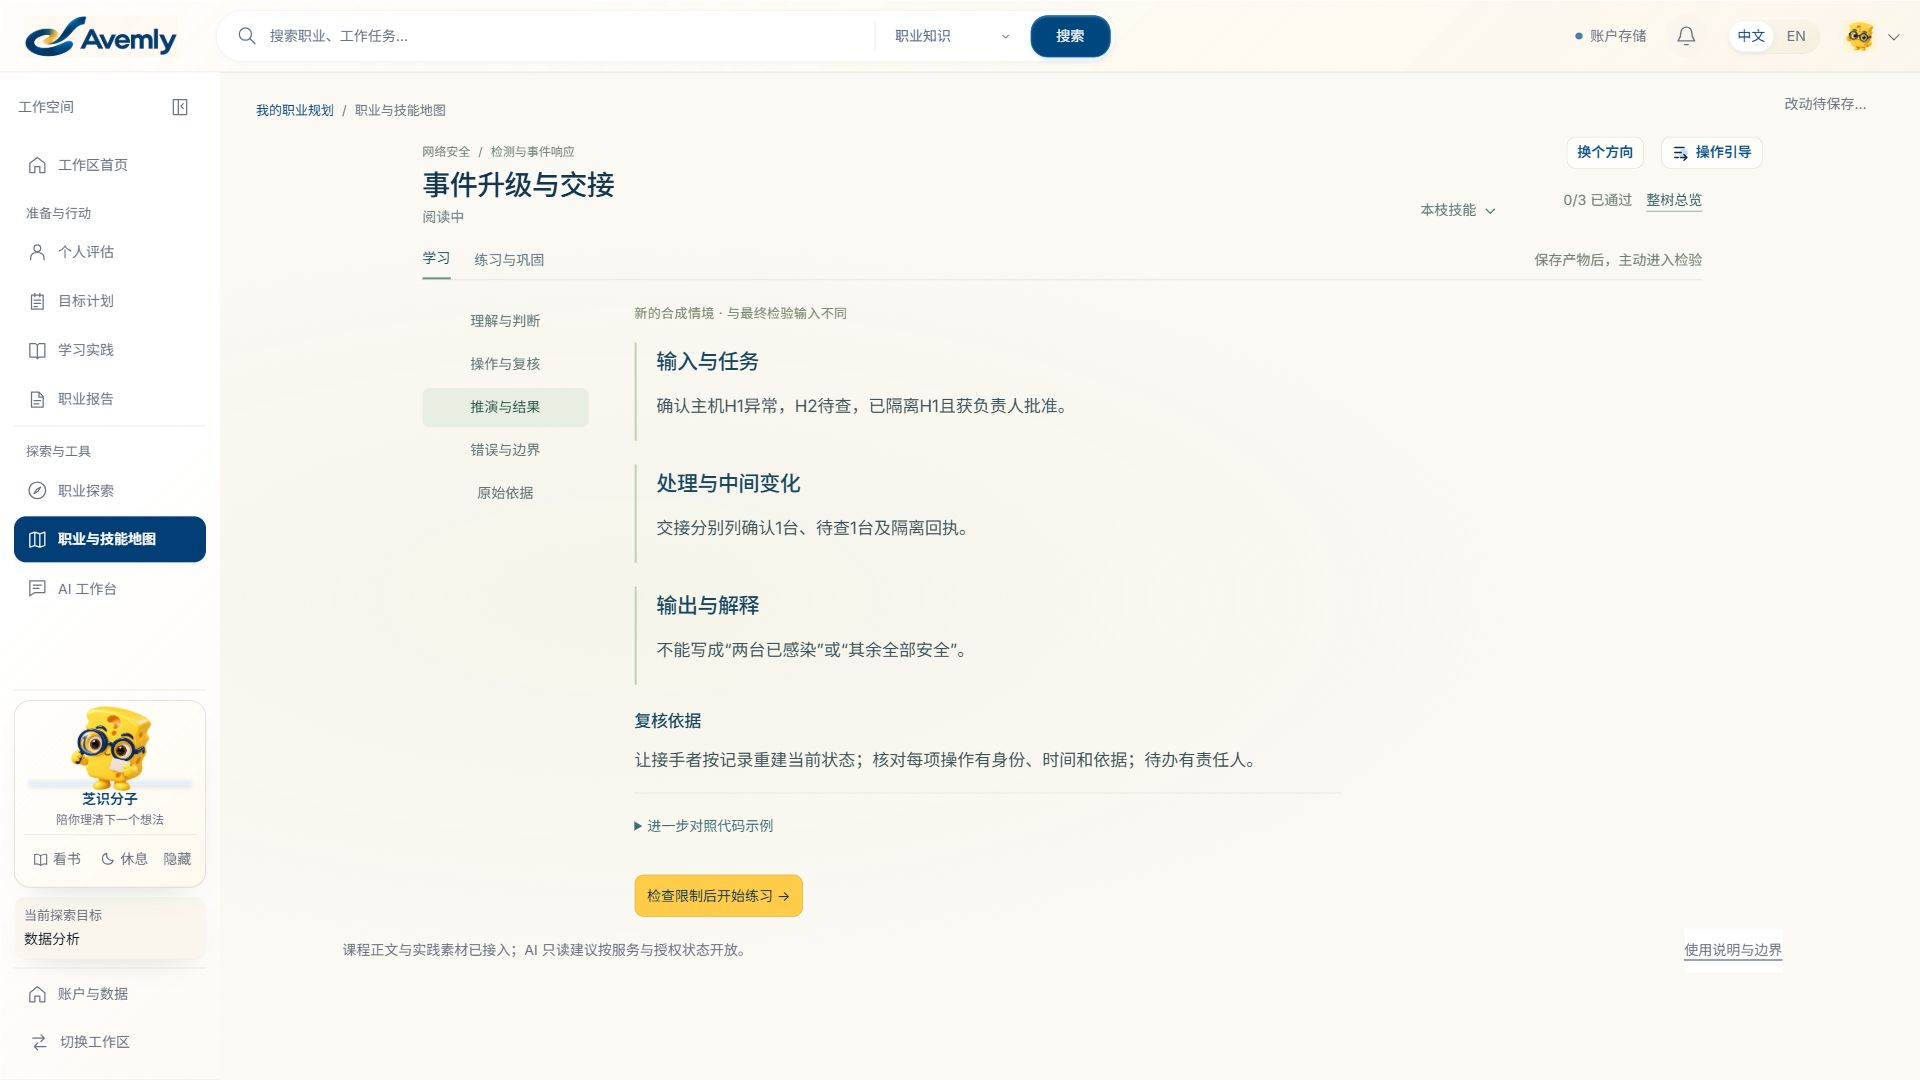 Avemly
搜索职业、工作任务...
职业知识
搜索
账户存储
中文
EN
工作空间
工作区首页
准备与行动
个人评估
目标计划
学习实践
职业报告
探索与工具
职业探索
职业与技能地图
AI 工作台
芝识分子
陪你理清下一个想法
看书
休息
隐藏
当前探索目标
数据分析
账户与数据
切换工作区
我的职业规划 / 职业与技能地图
改动待保存...
网络安全 / 检测与事件响应
换个方向
操作引导
事件升级与交接
阅读中
本枝技能
0/3 已通过
整树总览
学习
练习与巩固
保存产物后，主动进入检验
理解与判断
操作与复核
推演与结果
错误与边界
原始依据
新的合成情境 · 与最终检验输入不同
输入与任务
确认主机H1异常，H2待查，已隔离H1且获负责人批准。
处理与中间变化
交接分别列确认1台、待查1台及隔离回执。
输出与解释
不能写成“两台已感染”或“其余全部安全”。
复核依据
让接手者按记录重建当前状态；核对每项操作有身份、时间和依据；待办有责任人。
▶ 进一步对照代码示例
检查限制后开始练习 →
课程正文与实践素材已接入；AI 只读建议按服务与授权状态开放。
使用说明与边界